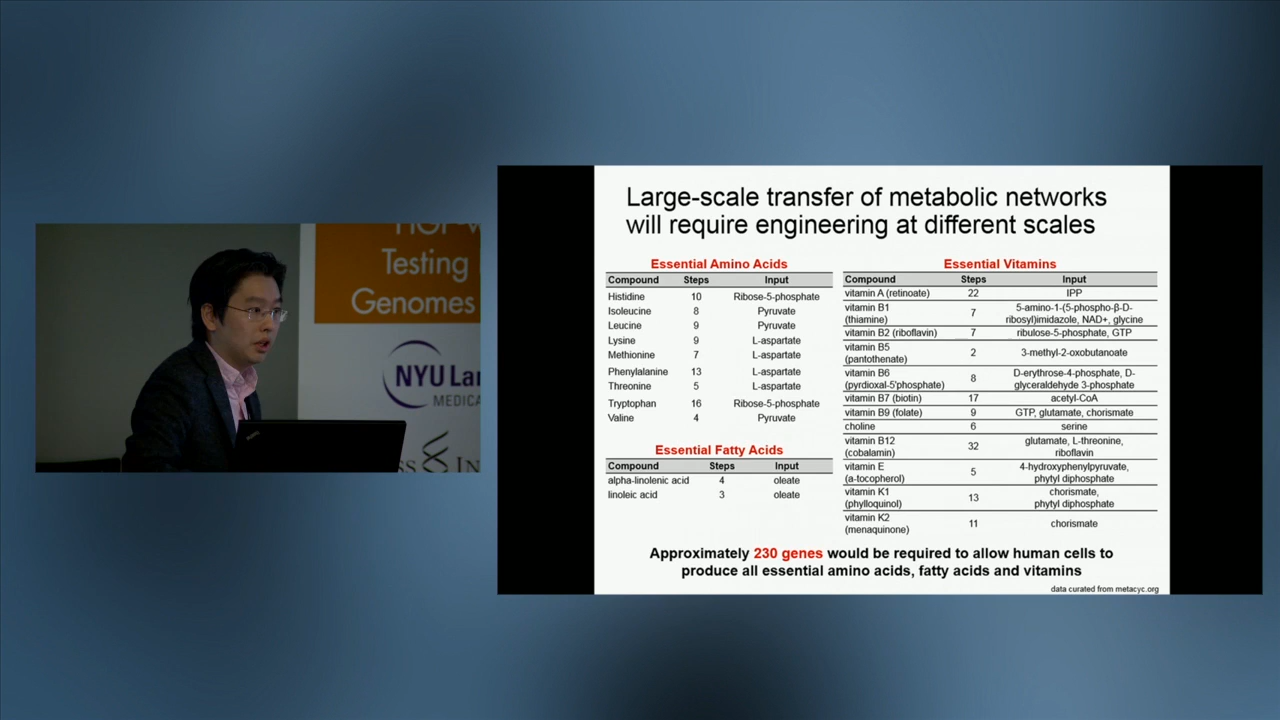 Testing
Genomes
NYU La
MEDIC
Large-scale transfer of metabolic networks
will require engineering at different scales
Essential Amino Acids
Compound Steps Input
Histidine 10 Ribose-5-phosphate
Isoleucine 8 Pyruvate
Leucine 9 Pyruvate
Lysine 9 L-aspartate
Methionine 7 L-aspartate
Phenylalanine 13 L-aspartate
Threonine 5 L-aspartate
Tryptophan 16 Ribose-5-phosphate
Valine 4 Pyruvate
Essential Fatty Acids
Compound Steps Input
alpha-linolenic acid 4 oleate
linoleic acid 3 oleate
Essential Vitamins
Compound Steps Input
vitamin A (retinoate) 22 IPP
vitamin B1
(thiamine) 7 5-amino-1-(5-phospho-β-D-
ribosyl)imidazole, NAD+, glycine
vitamin B2 (riboflavin) 7 ribulose-5-phosphate, GTP
vitamin B5
(pantothenate) 2 3-methyl-2-oxobutanoate
vitamin B6
(pyrdioxal-5'phosphate) 8 D-erythrose-4-phosphate, D-
glyceraldehyde 3-phosphate
vitamin B7 (biotin) 17 acetyl-CoA
vitamin B9 (folate) 9 GTP, glutamate, chorismate
choline 6 serine
vitamin B12
(cobalamin) 32 glutamate, L-threonine,
riboflavin
vitamin E
(a-tocopherol) 5 4-hydroxyphenylpyruvate,
phytyl diphosphate
vitamin K1
(phylloquinol) 13 chorismate,
phytyl diphosphate
vitamin K2
(menaquinone) 11 chorismate
Approximately 230 genes would be required to allow human cells to
produce all essential amino acids, fatty acids and vitamins
data curated from metacyc.org